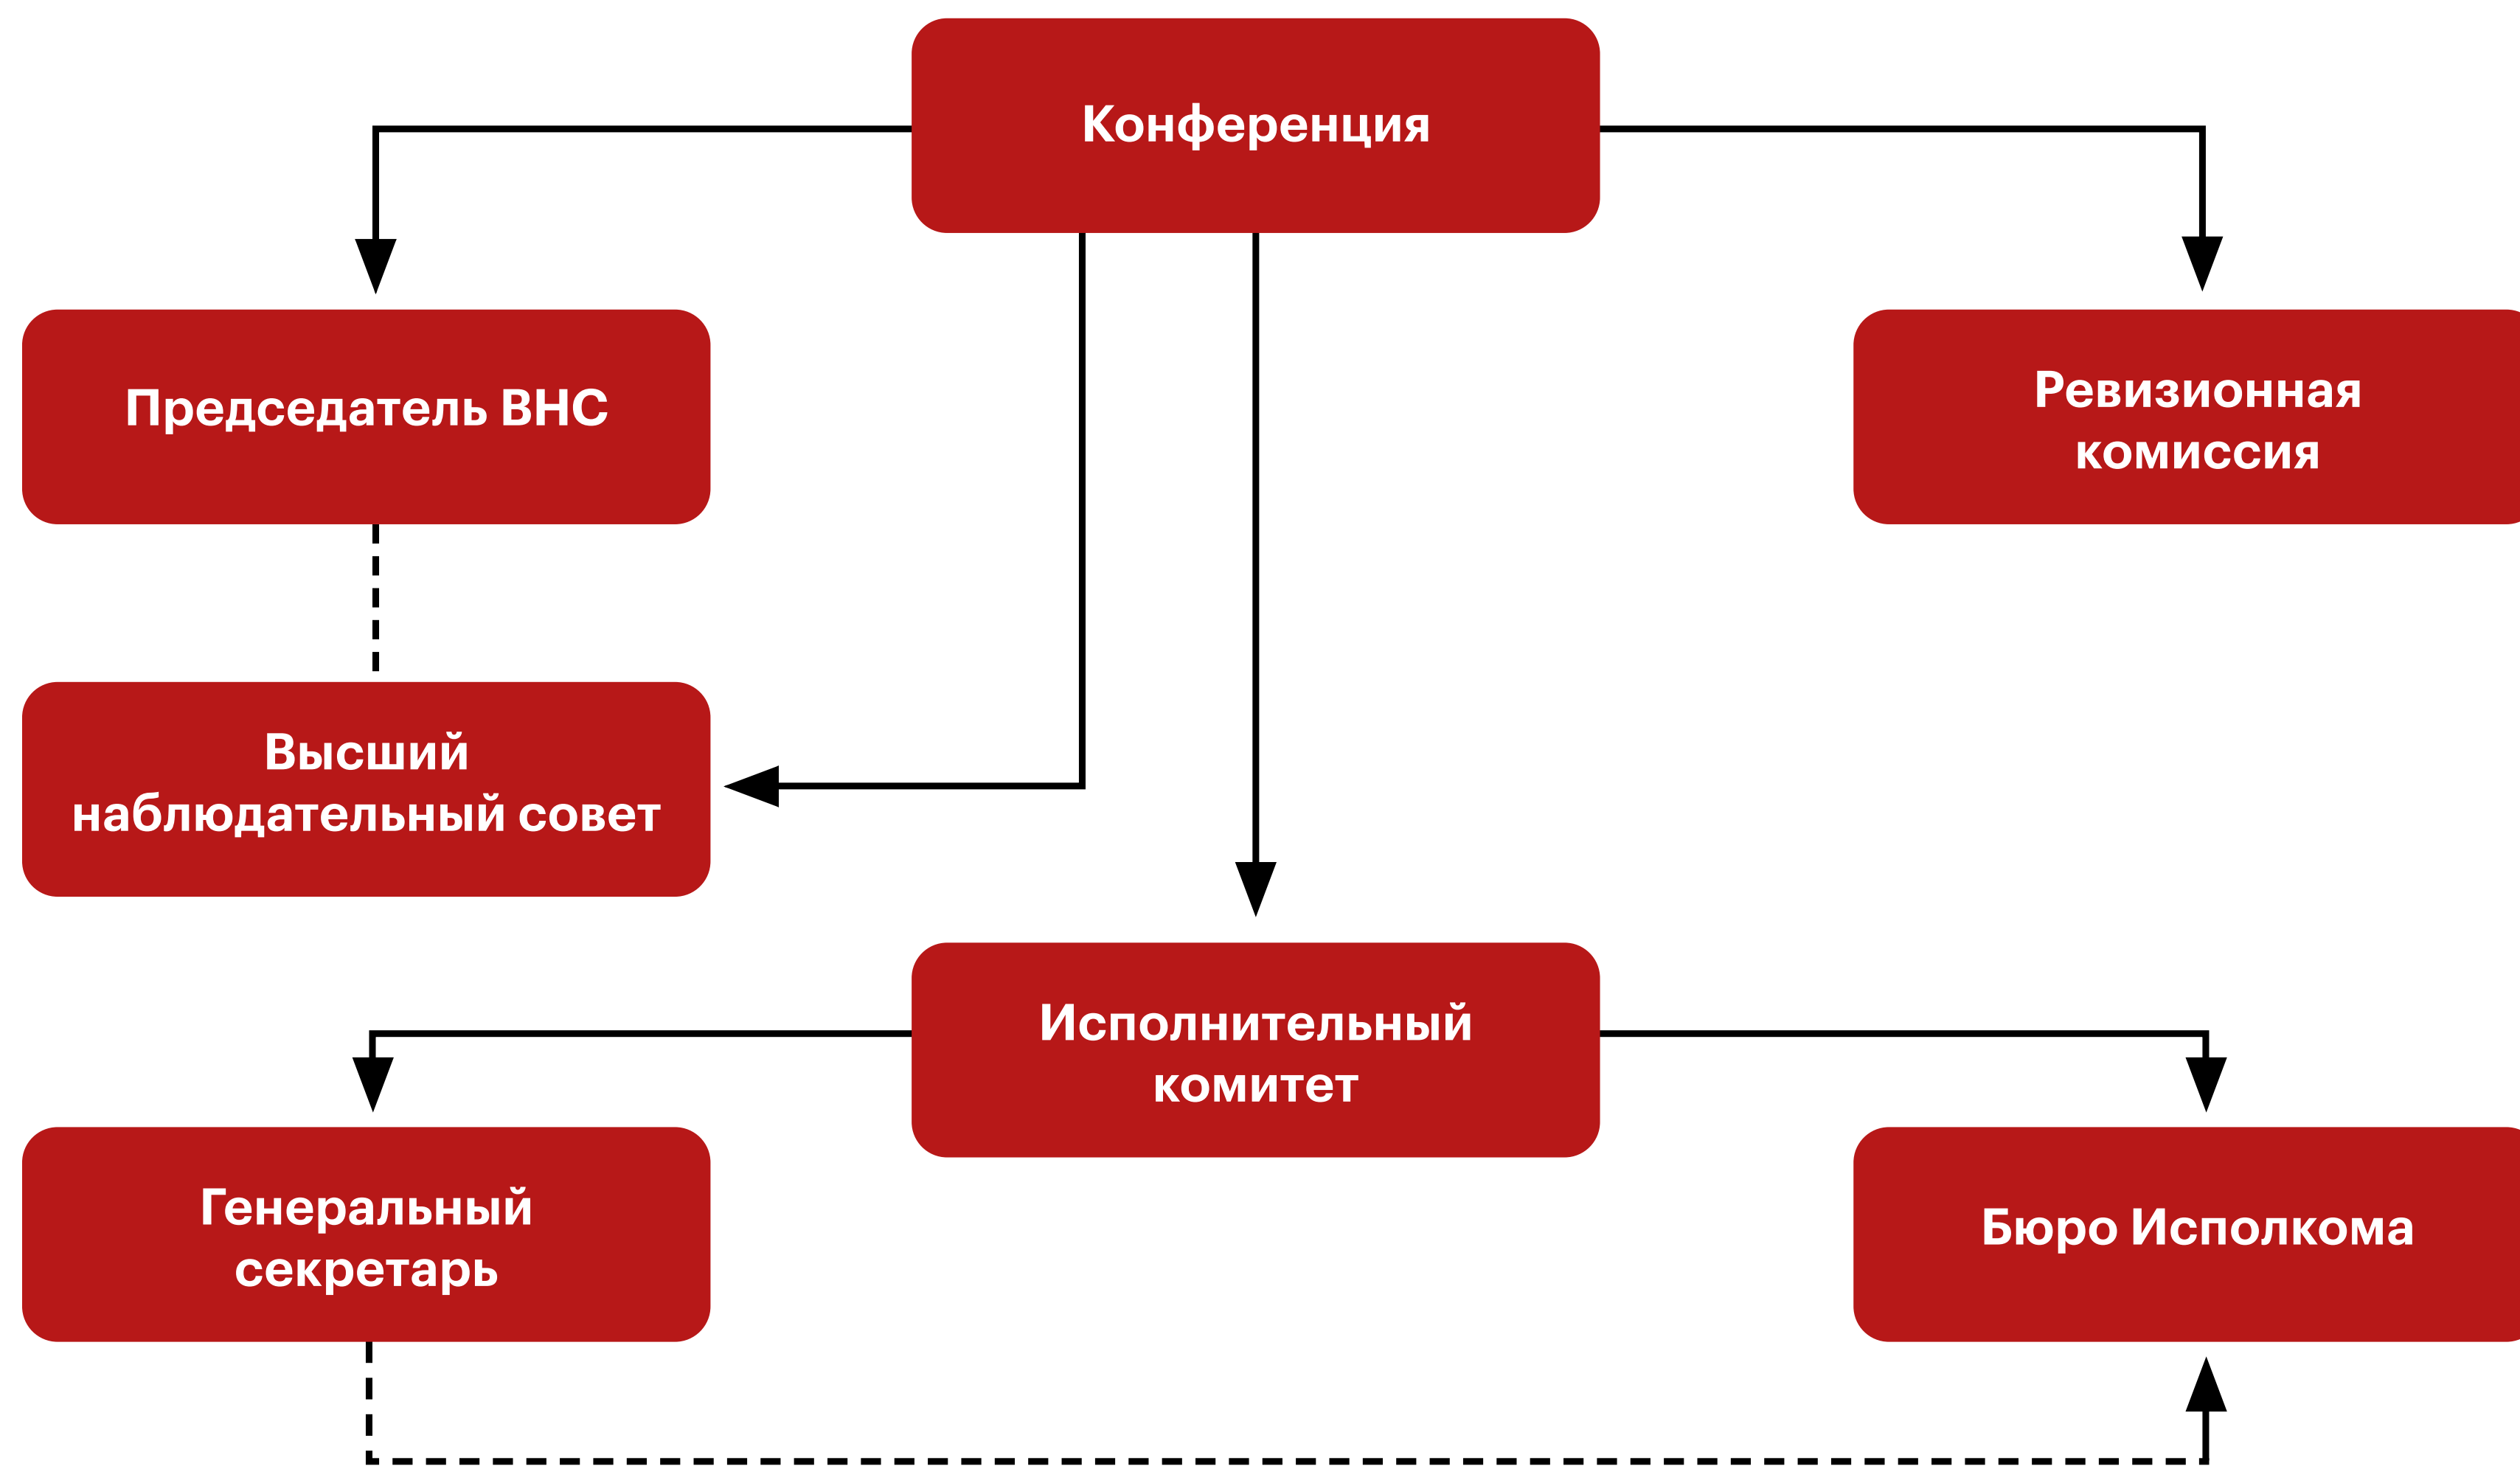 Конференция
Председатель ВНС
Ревизионная
комиссия
Высший
наблюдательный совет
Исполнительный
комитет
Генеральный
секретарь
Бюро Исполкома